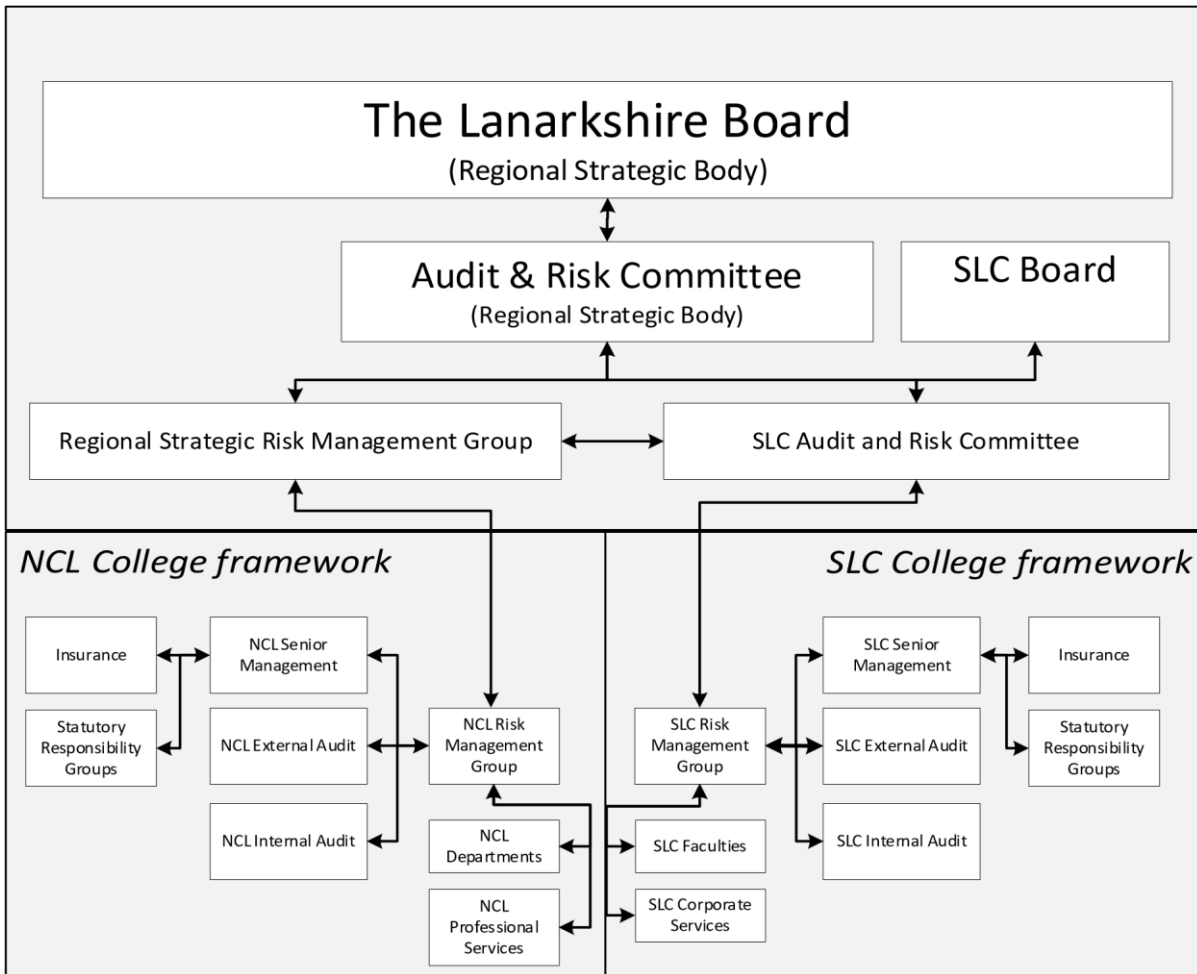 The Lanarkshire Board
(Regional Strategic Body)
Audit & Risk Committee
(Regional Strategic Body)
SLC Board
Regional Strategic Risk Management Group
SLC Audit and Risk Committee
NCL College framework
SLC College framework
Insurance
NCL Senior
Management
Statutory
Responsibility
Groups
NCL External Audit
NCL Risk
Management
Group
NCL Internal Audit
NCL
Departments
NCL
Professional
Services
SLC Senior
Management
Insurance
SLC Risk
Management
Group
SLC External Audit
Statutory
Responsibility
Groups
SLC Faculties
SLC Internal Audit
SLC Corporate
Services